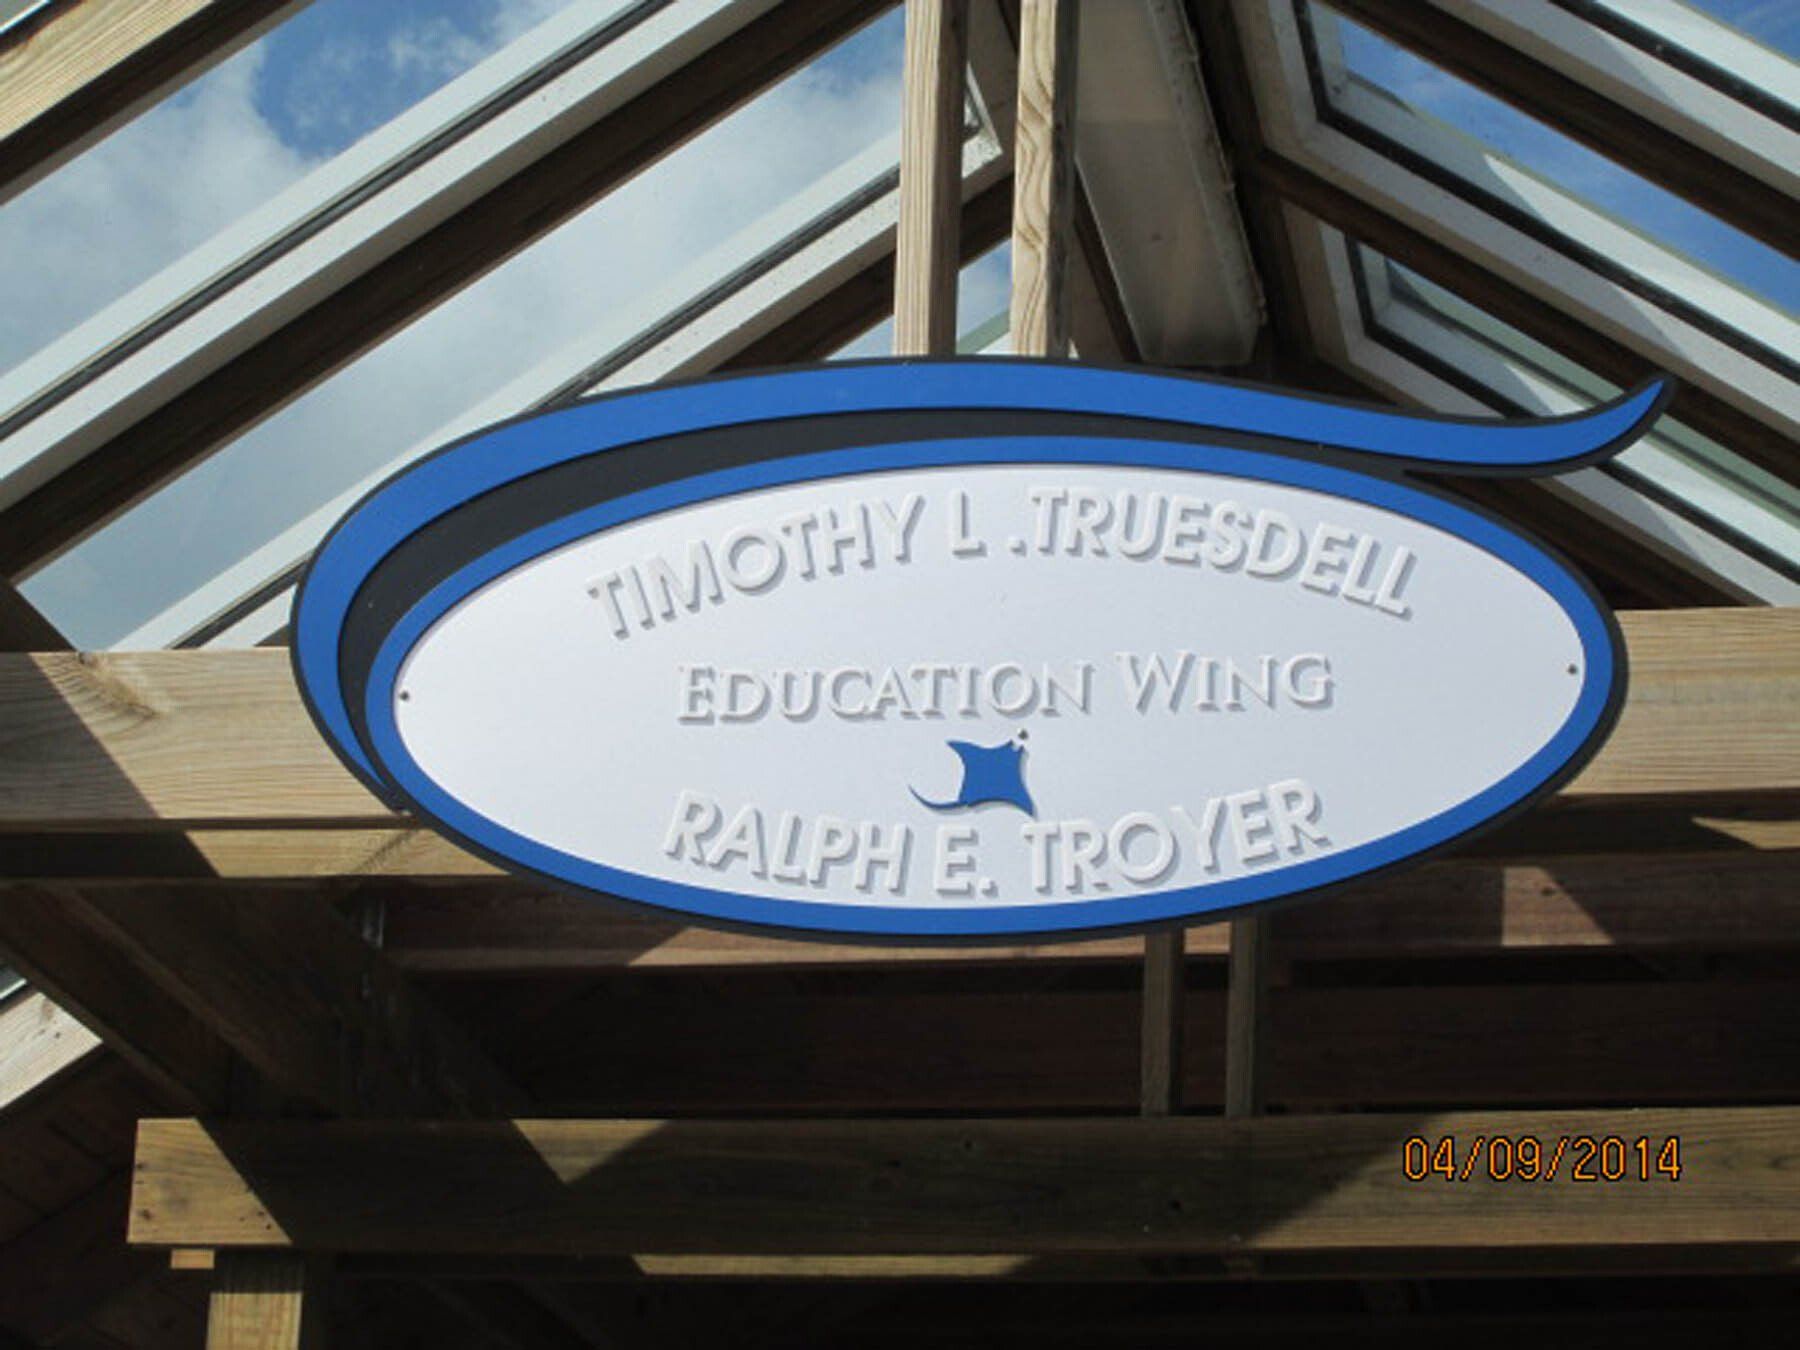 TIMOTHY L .TRUESDELL
EDUCATION WING
RALPH E. TROYER
04/09/2014